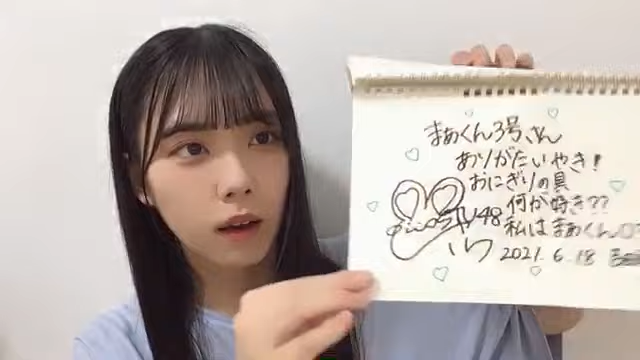 まあくん3号さん
ありがたいやき!
おにぎりの具
何が好き??
私はまあくん
STU48
2021.6.18